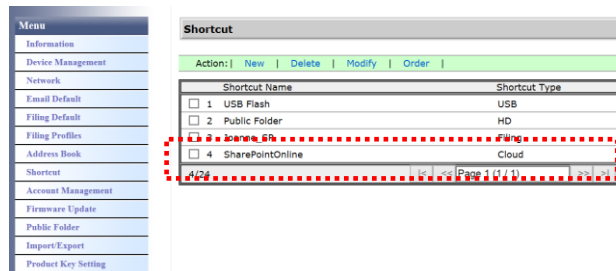 Menu
Information
Device Management
Network
Email Default
Filing Default
Filing Profiles
Address Book
Shortcut
Account Management
Firmware Update
Public Folder
Import/Export
Product Key Setting
Shortcut
Action: | New | Delete | Modify | Order |
Shortcut Name Shortcut Type
1 USB Flash USB
2 Public Folder HD
3 Joanne_SP Filing
4 SharePointOnline Cloud
4/24 |< << Page 1 (1 / 1) >> >|